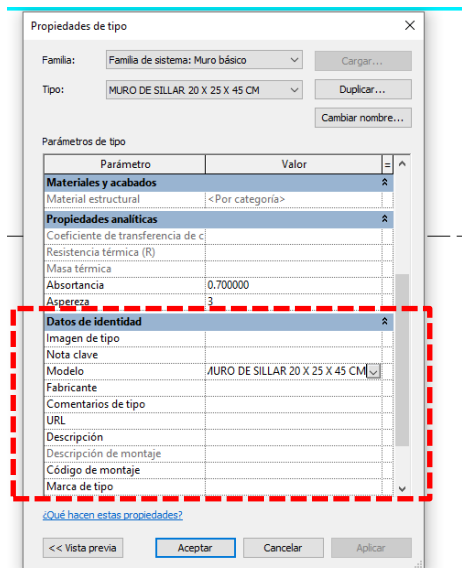 Propiedades de tipo
Familia: Familia de sistema: Muro básico Cargar...
Tipo: MURO DE SILLAR 20 X 25 X 45 CM Duplicar...
Cambiar nombre...
Parámetros de tipo
Parámetro Valor =
Materiales y acabados
Material estructural <Por categoría>
Propiedades analíticas
Coeficiente de transferencia de c
Resistencia térmica (R)
Masa térmica
Absortancia 0.700000
Aspereza 3
Datos de identidad
Imagen de tipo
Nota clave
Modelo MURO DE SILLAR 20 X 25 X 45 CM
Fabricante
Comentarios de tipo
URL
Descripción
Descripción de montaje
Código de montaje
Marca de tipo
¿Qué hacen estas propiedades?
<< Vista previa Aceptar Cancelar Aplicar